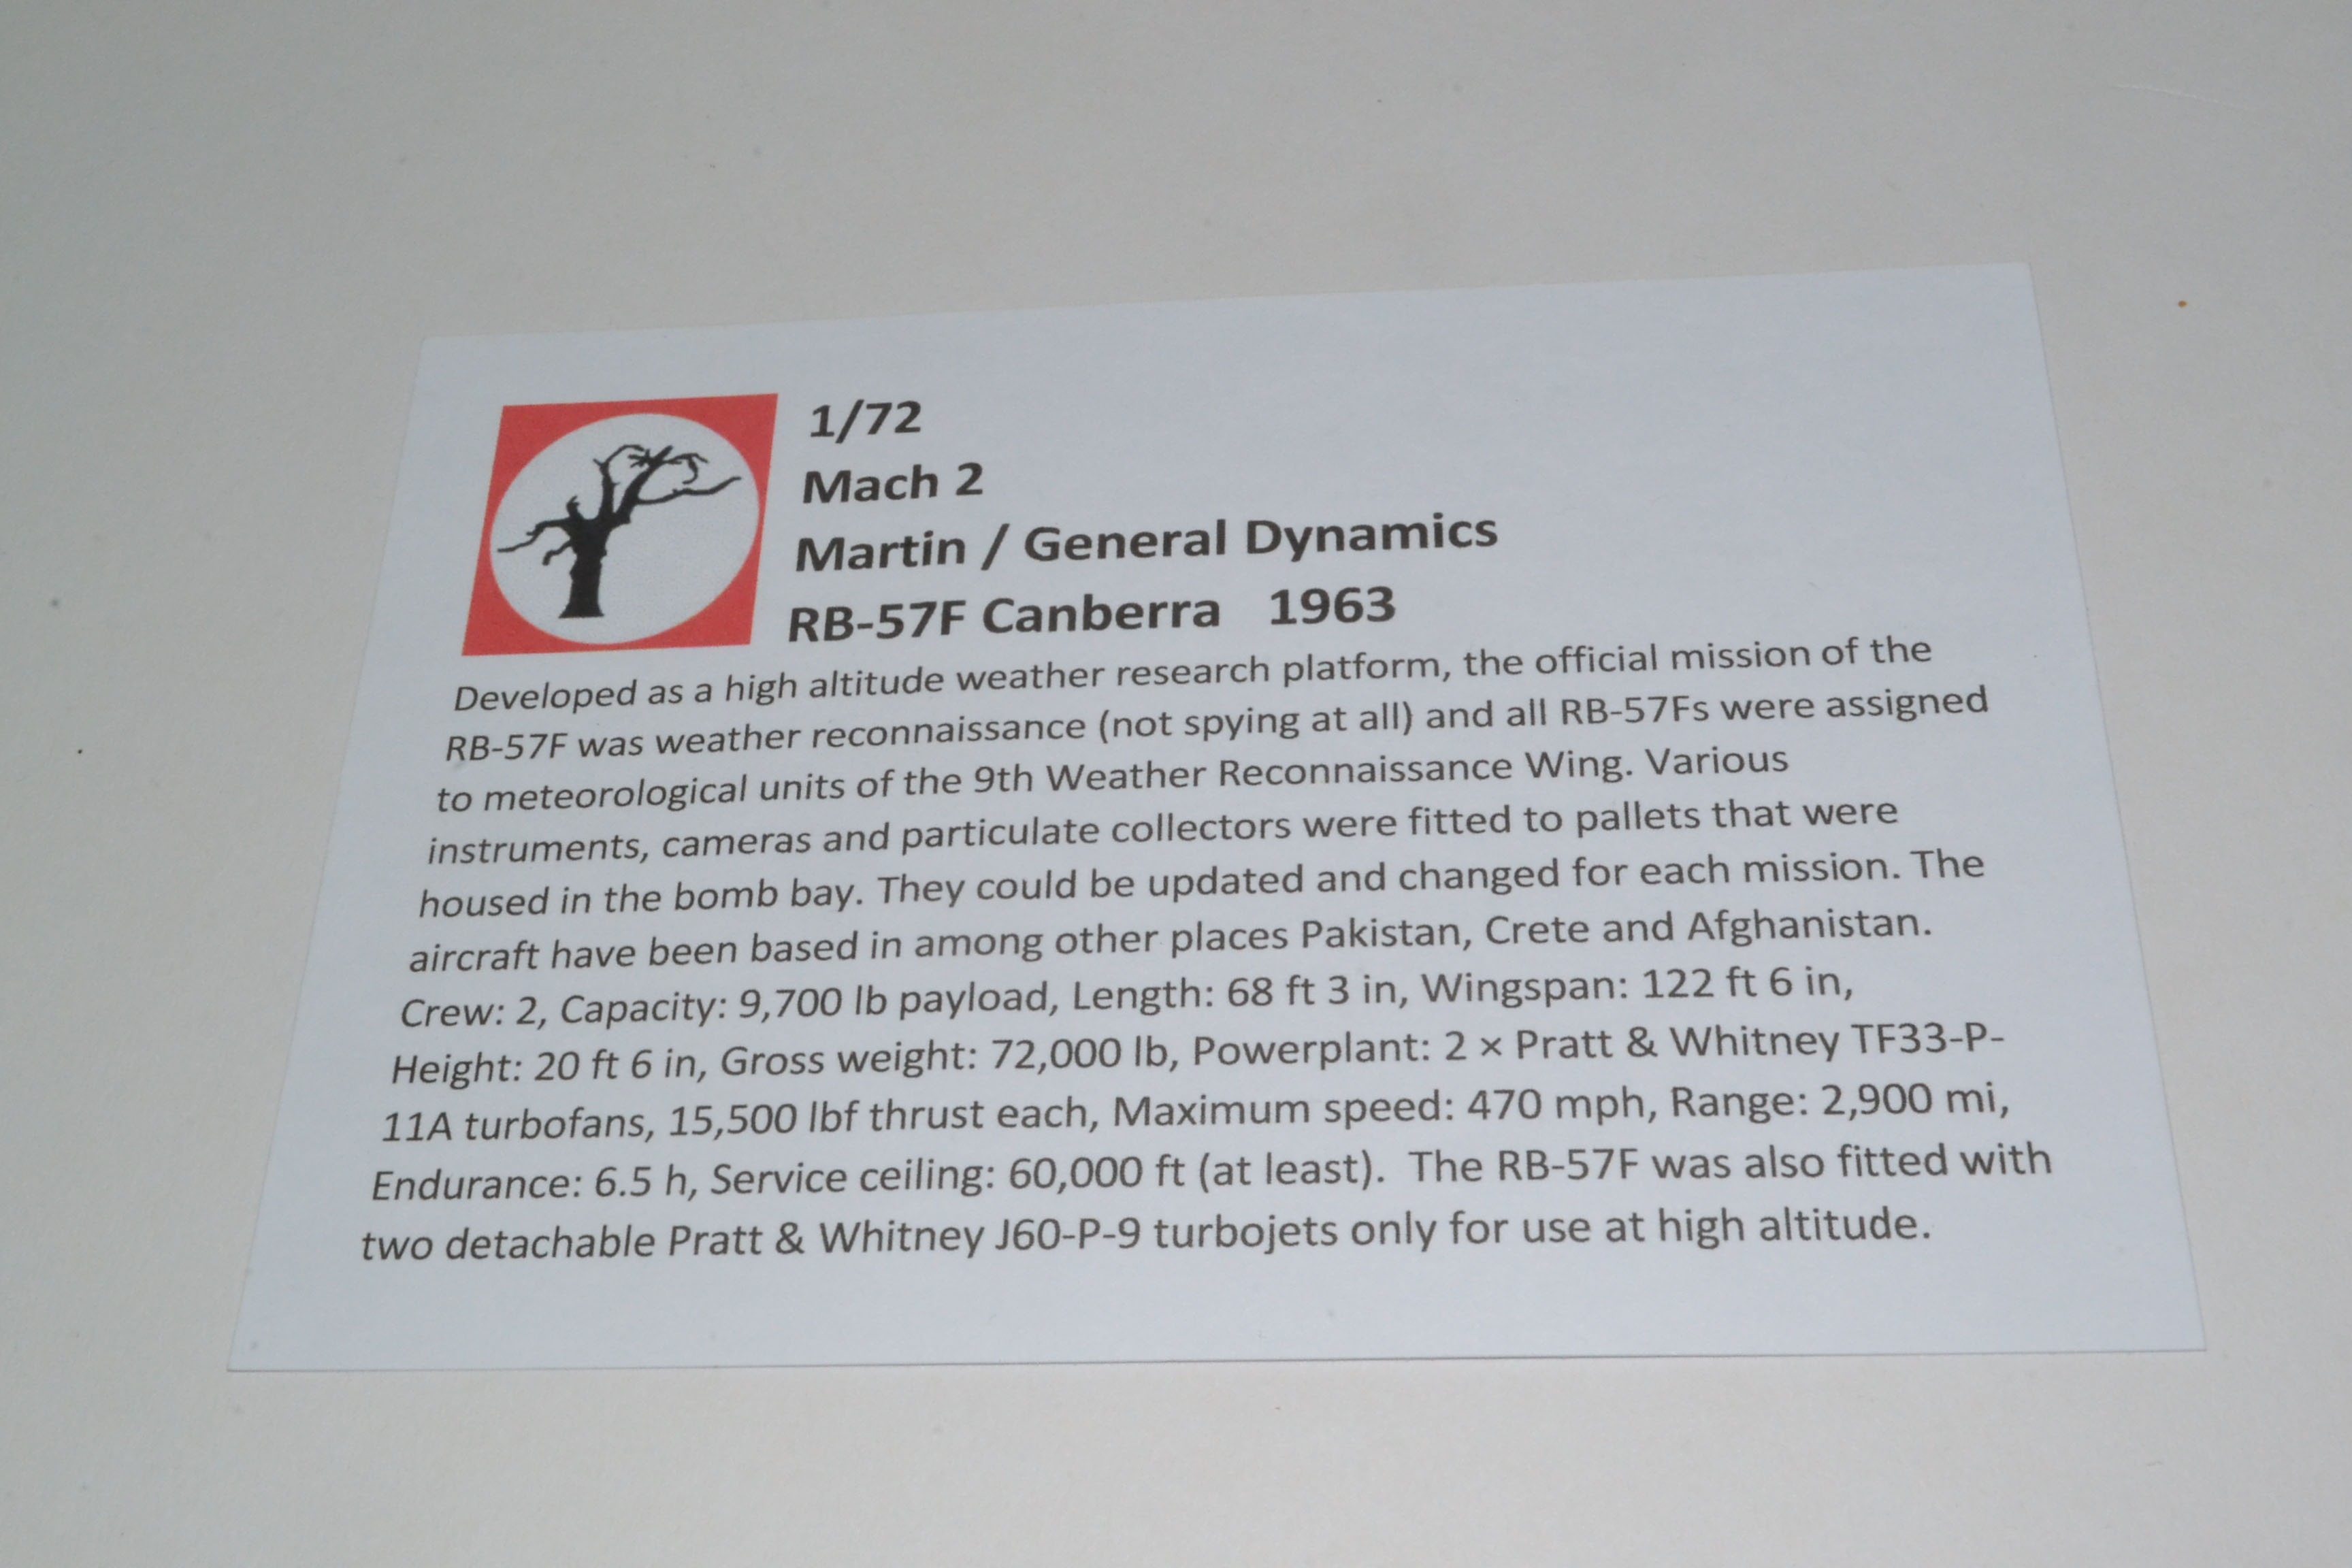 1/72
Mach 2
Martin / General Dynamics
RB-57F Canberra 1963
Developed as a high altitude weather research platform, the official mission of the
RB-57F was weather reconnaissance (not spying at all) and all RB-57Fs were assigned
to meteorological units of the 9th Weather Reconnaissance Wing. Various
instruments, cameras and particulate collectors were fitted to pallets that were
housed in the bomb bay. They could be updated and changed for each mission. The
aircraft have been based in among other places Pakistan, Crete and Afghanistan.
Crew: 2, Capacity: 9,700 lb payload, Length: 68 ft 3 in, Wingspan: 122 ft 6 in,
Height: 20 ft 6 in, Gross weight: 72,000 lb, Powerplant: 2 × Pratt & Whitney TF33-P-
11A turbofans, 15,500 lbf thrust each, Maximum speed: 470 mph, Range: 2,900 mi,
Endurance: 6.5 h, Service ceiling: 60,000 ft (at least). The RB-57F was also fitted with
two detachable Pratt & Whitney J60-P-9 turbojets only for use at high altitude.